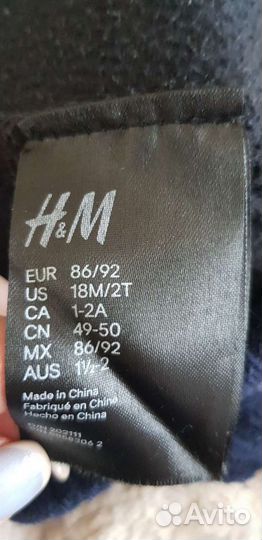 H&M
EUR 86/92
US 18M/2T
CA 1-2A
CN 49-50
MX 86/92
AUS 1½-2
Made in China
Fabriqué en Chine
Hecho en China
Avito